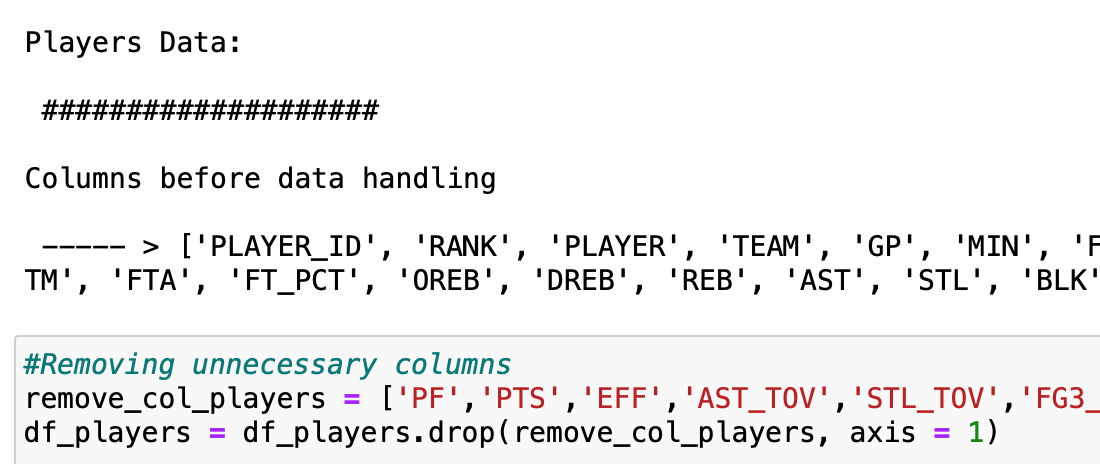 Players Data:
####################
Columns before data handling
----- > ['PLAYER_ID', 'RANK', 'PLAYER', 'TEAM', 'GP', 'MIN', 'F
TM', 'FTA', 'FT_PCT', 'OREB', 'DREB', 'REB', 'AST', 'STL', 'BLK'
#Removing unnecessary columns
remove_col_players = ['PF','PTS','EFF','AST_TOV','STL_TOV','FG3_
df_players = df_players.drop(remove_col_players, axis = 1)